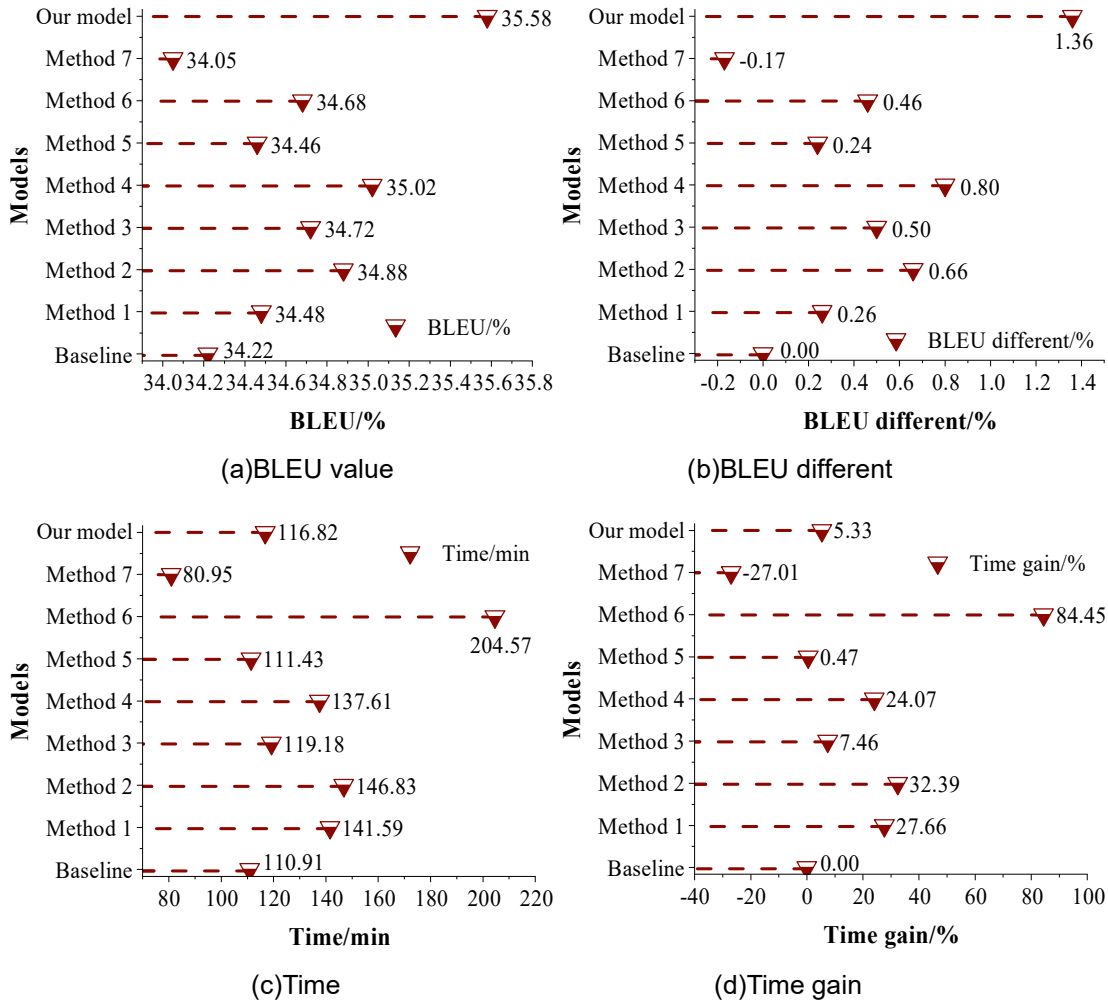 Our model
35.58
Method 7
34.05
Method 6
34.68
Method 5
34.46
Method 4
35.02
Method 3
34.72
Method 2
34.88
Method 1
34.48
BLEU/%
Baseline
34.22
34.0 34.2 34.4 34.6 34.8 35.0 35.2 35.4 35.6 35.8
Models
BLEU/%
(a)BLEU value
Our model
1.36
Method 7
-0.17
Method 6
0.46
Method 5
0.24
Method 4
0.80
Method 3
0.50
Method 2
0.66
Method 1
0.26
BLEU different/%
Baseline
0.00
-0.2 0.0 0.2 0.4 0.6 0.8 1.0 1.2 1.4
Models
BLEU different/%
(b)BLEU different
Our model
116.82
Time/min
Method 7
80.95
Method 6
204.57
Method 5
111.43
Method 4
137.61
Method 3
119.18
Method 2
146.83
Method 1
141.59
Baseline
110.91
80 100 120 140 160 180 200 220
Models
Time/min
(c)Time
Our model
5.33
Time gain/%
Method 7
-27.01
Method 6
84.45
Method 5
0.47
Method 4
24.07
Method 3
7.46
Method 2
32.39
Method 1
27.66
Baseline
0.00
-40 -20 0 20 40 60 80 100
Models
Time gain/%
(d)Time gain